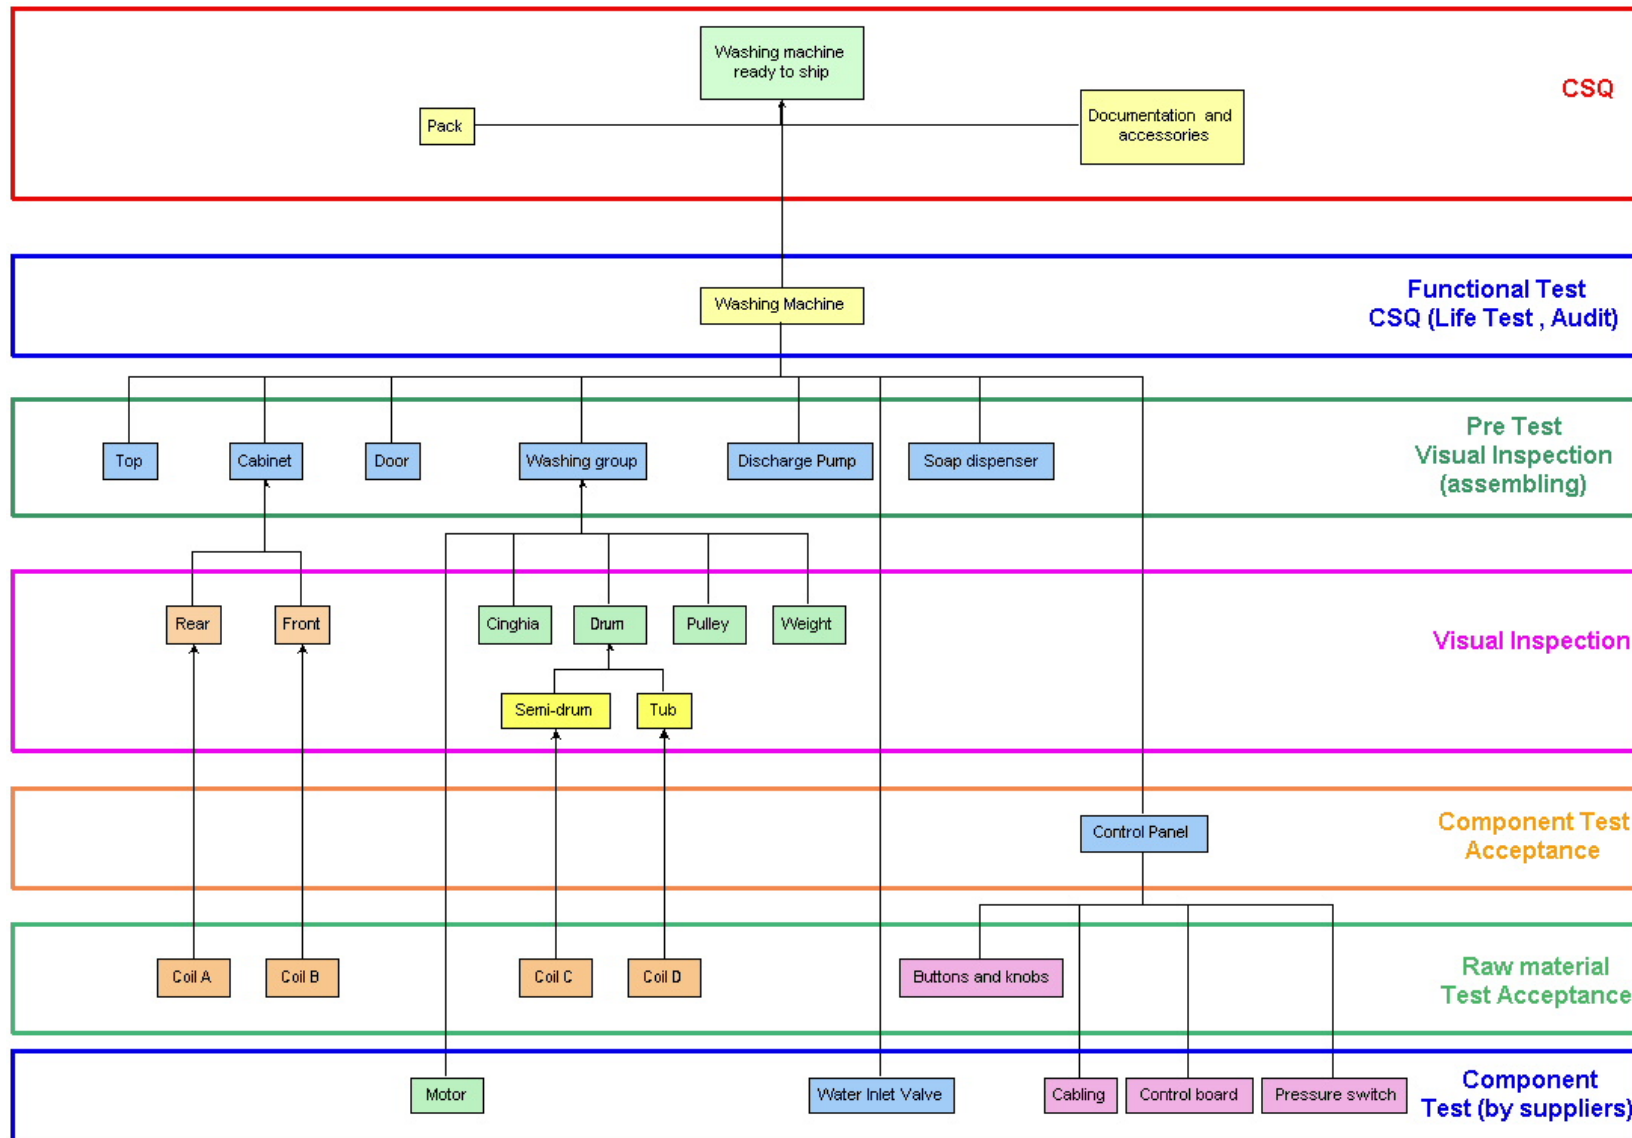 Washing machine
ready to ship
CSQ
Pack
Documentation and
accessories
Functional Test
CSQ (Life Test , Audit)
Washing Machine
Pre Test
Visual Inspection
(assembling)
Top
Cabinet
Door
Washing group
Discharge Pump
Soap dispenser
Visual Inspection
Rear
Front
Cinghia
Drum
Pulley
Weight
Semi-drum
Tub
Component Test
Acceptance
Control Panel
Raw material
Test Acceptance
Coil A
Coil B
Coil C
Coil D
Buttons and knobs
Component
Test (by suppliers)
Motor
Water Inlet Valve
Cabling
Control board
Pressure switch